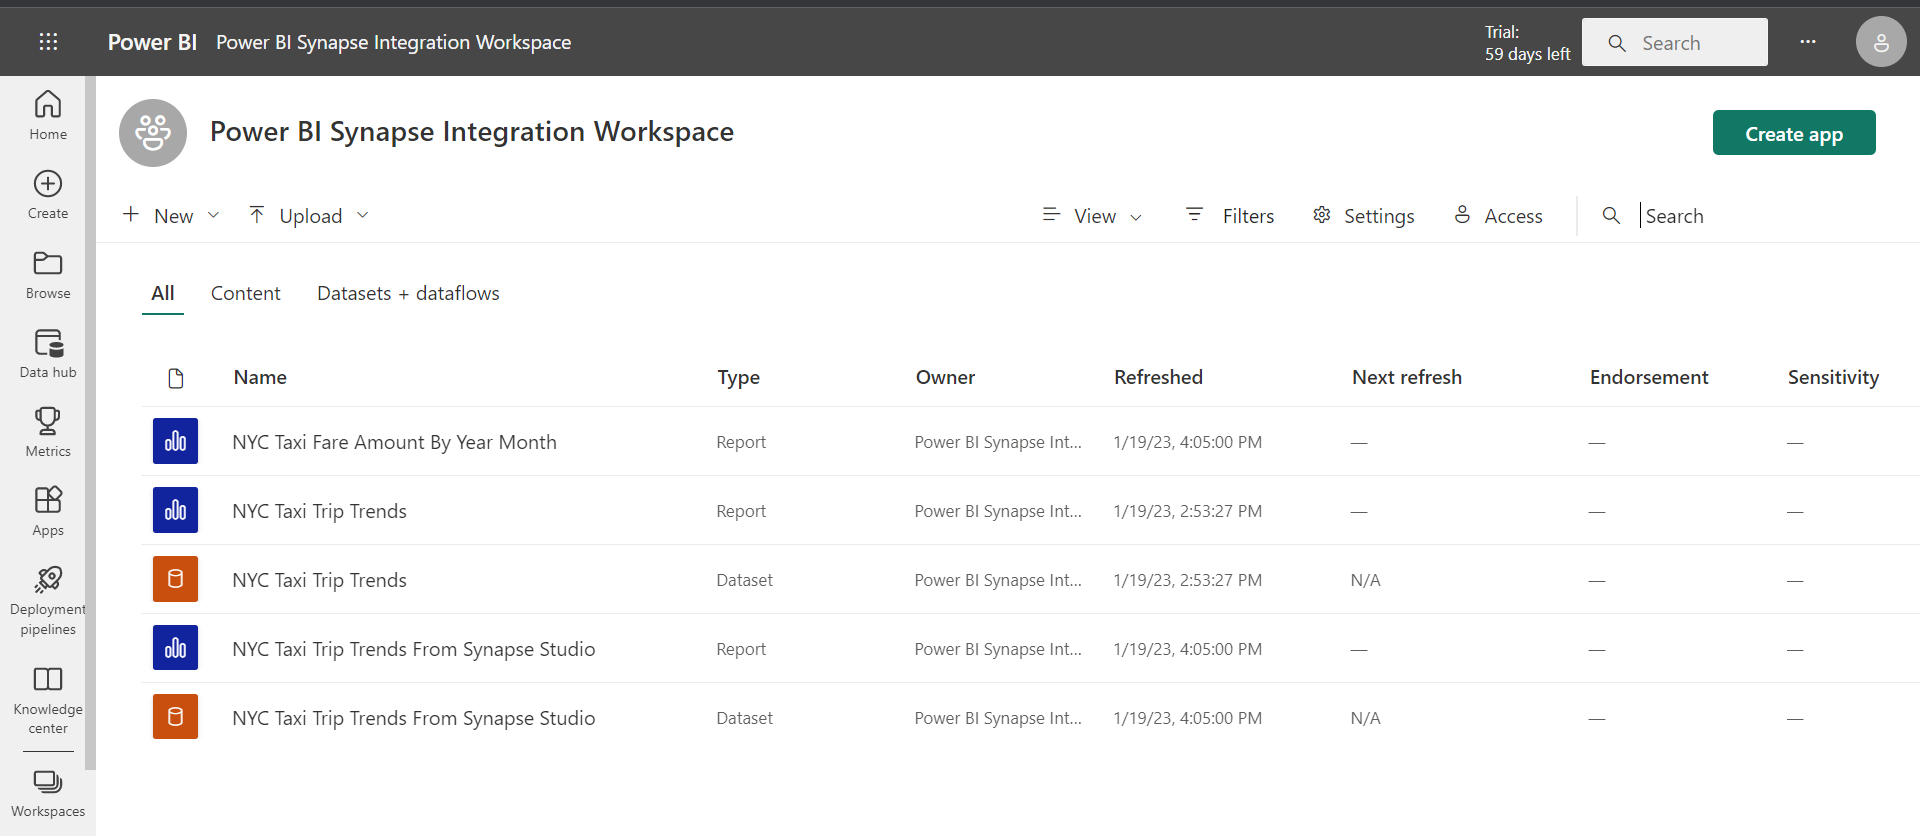 Power BI Power BI Synapse Integration Workspace
Trial:
59 days left
Search
Home
Create
Browse
Data hub
Metrics
Apps
Deployment
pipelines
Knowledge
center
Workspaces
Power BI Synapse Integration Workspace
Create app
New Upload View Filters Settings Access Search
All Content Datasets + dataflows
Name Type Owner Refreshed Next refresh Endorsement Sensitivity
NYC Taxi Fare Amount By Year Month Report Power BI Synapse Int... 1/19/23, 4:05:00 PM — — —
NYC Taxi Trip Trends Report Power BI Synapse Int... 1/19/23, 2:53:27 PM — — —
NYC Taxi Trip Trends Dataset Power BI Synapse Int... 1/19/23, 2:53:27 PM N/A — —
NYC Taxi Trip Trends From Synapse Studio Report Power BI Synapse Int... 1/19/23, 4:05:00 PM — — —
NYC Taxi Trip Trends From Synapse Studio Dataset Power BI Synapse Int... 1/19/23, 4:05:00 PM N/A — —